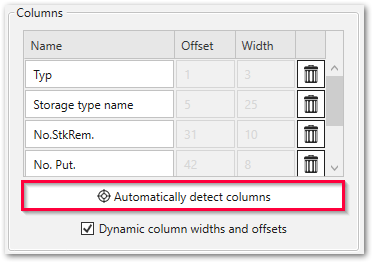 Columns
Name Offset Width
Typ 1 3
Storage type name 5 25
No.StkRem. 31 10
No. Put. 42 8
Automatically detect columns
Dynamic column widths and offsets